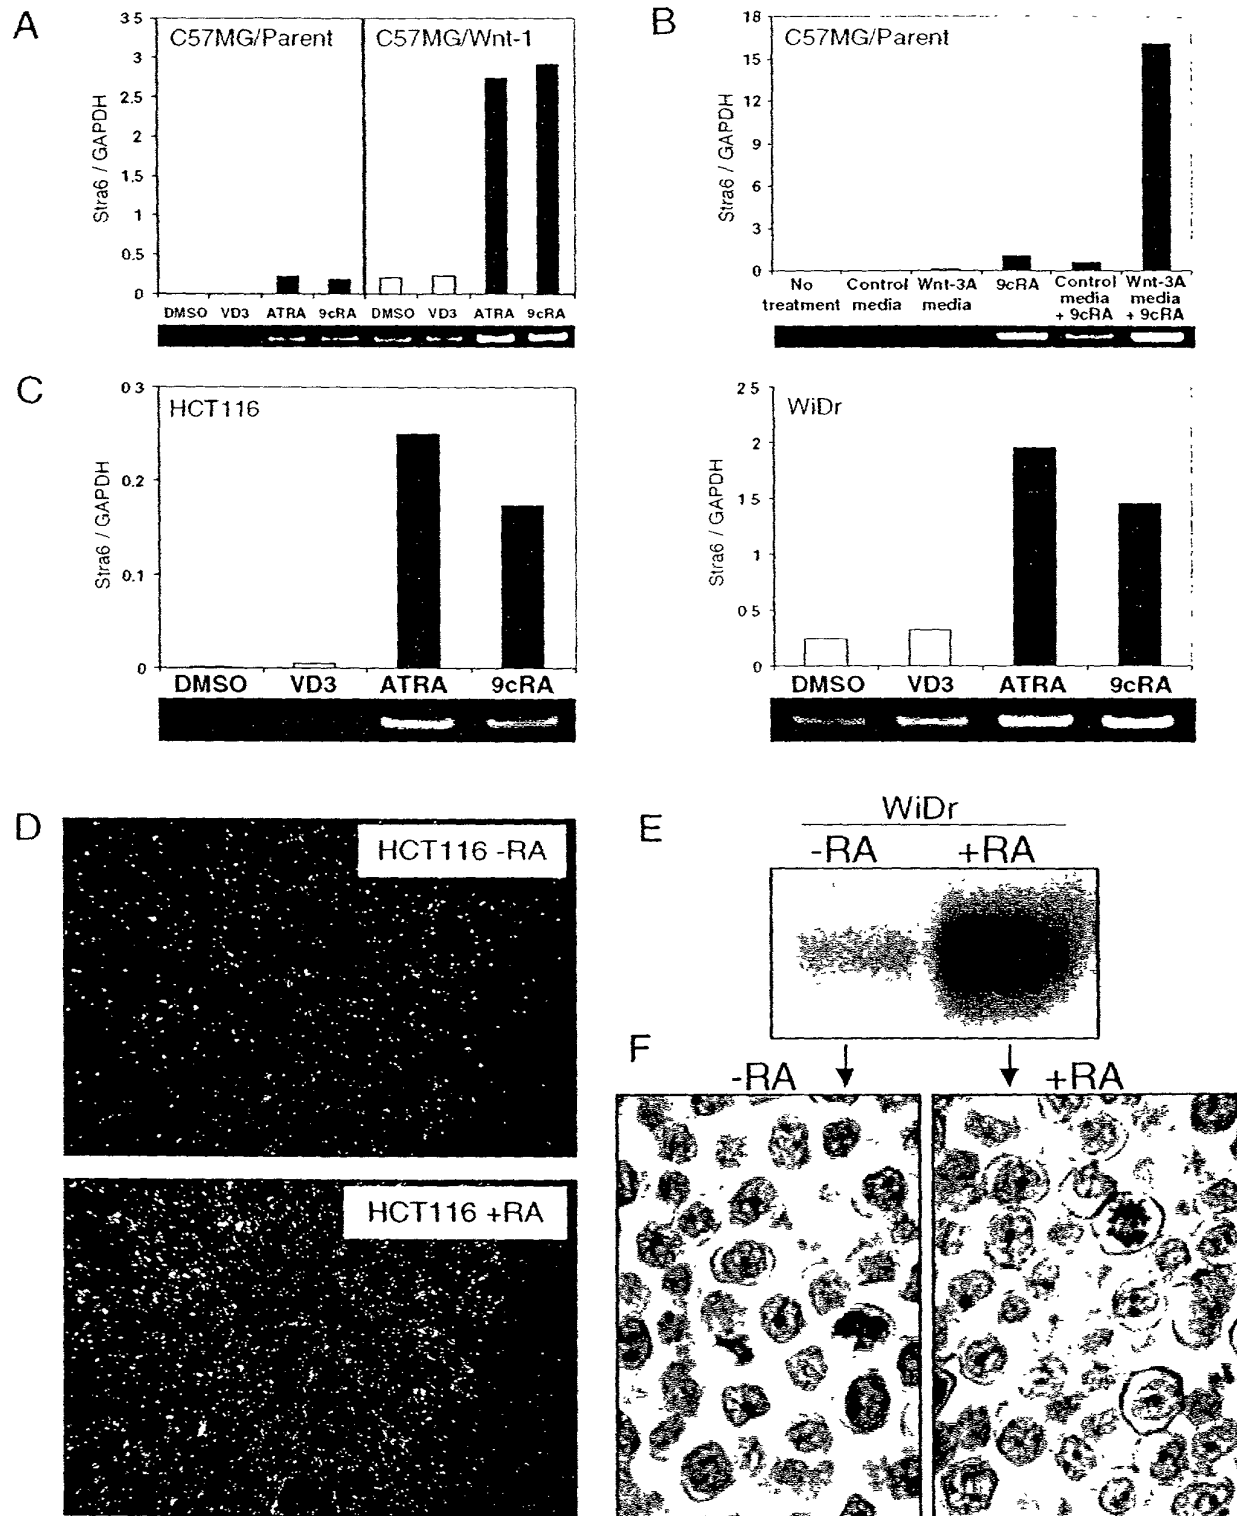 A
C57MG/Parent
C57MG/Wnt-1
Stra6 / GAPDH
3 5
3
2.5
2
1.5
1
0.5
0
DMSO VD3 ATRA 9cRA DMSO VD3 ATRA 9cRA
B
C57MG/Parent
Stra6 / GAPDH
18
15
12
9
6
3
0
No treatment
Control media
Wnt-3A media
9cRA
Control media + 9cRA
Wnt-3A media + 9cRA
C
HCT116
Stra6 / GAPDH
0 3
0.2
0.1
0
DMSO VD3 ATRA 9cRA
WiDr
Stra6 / GAPDH
2 5
2
1 5
1
0 5
0
DMSO VD3 ATRA 9cRA
D
HCT116 -RA
HCT116 +RA
E
WiDr
-RA +RA
F
-RA +RA